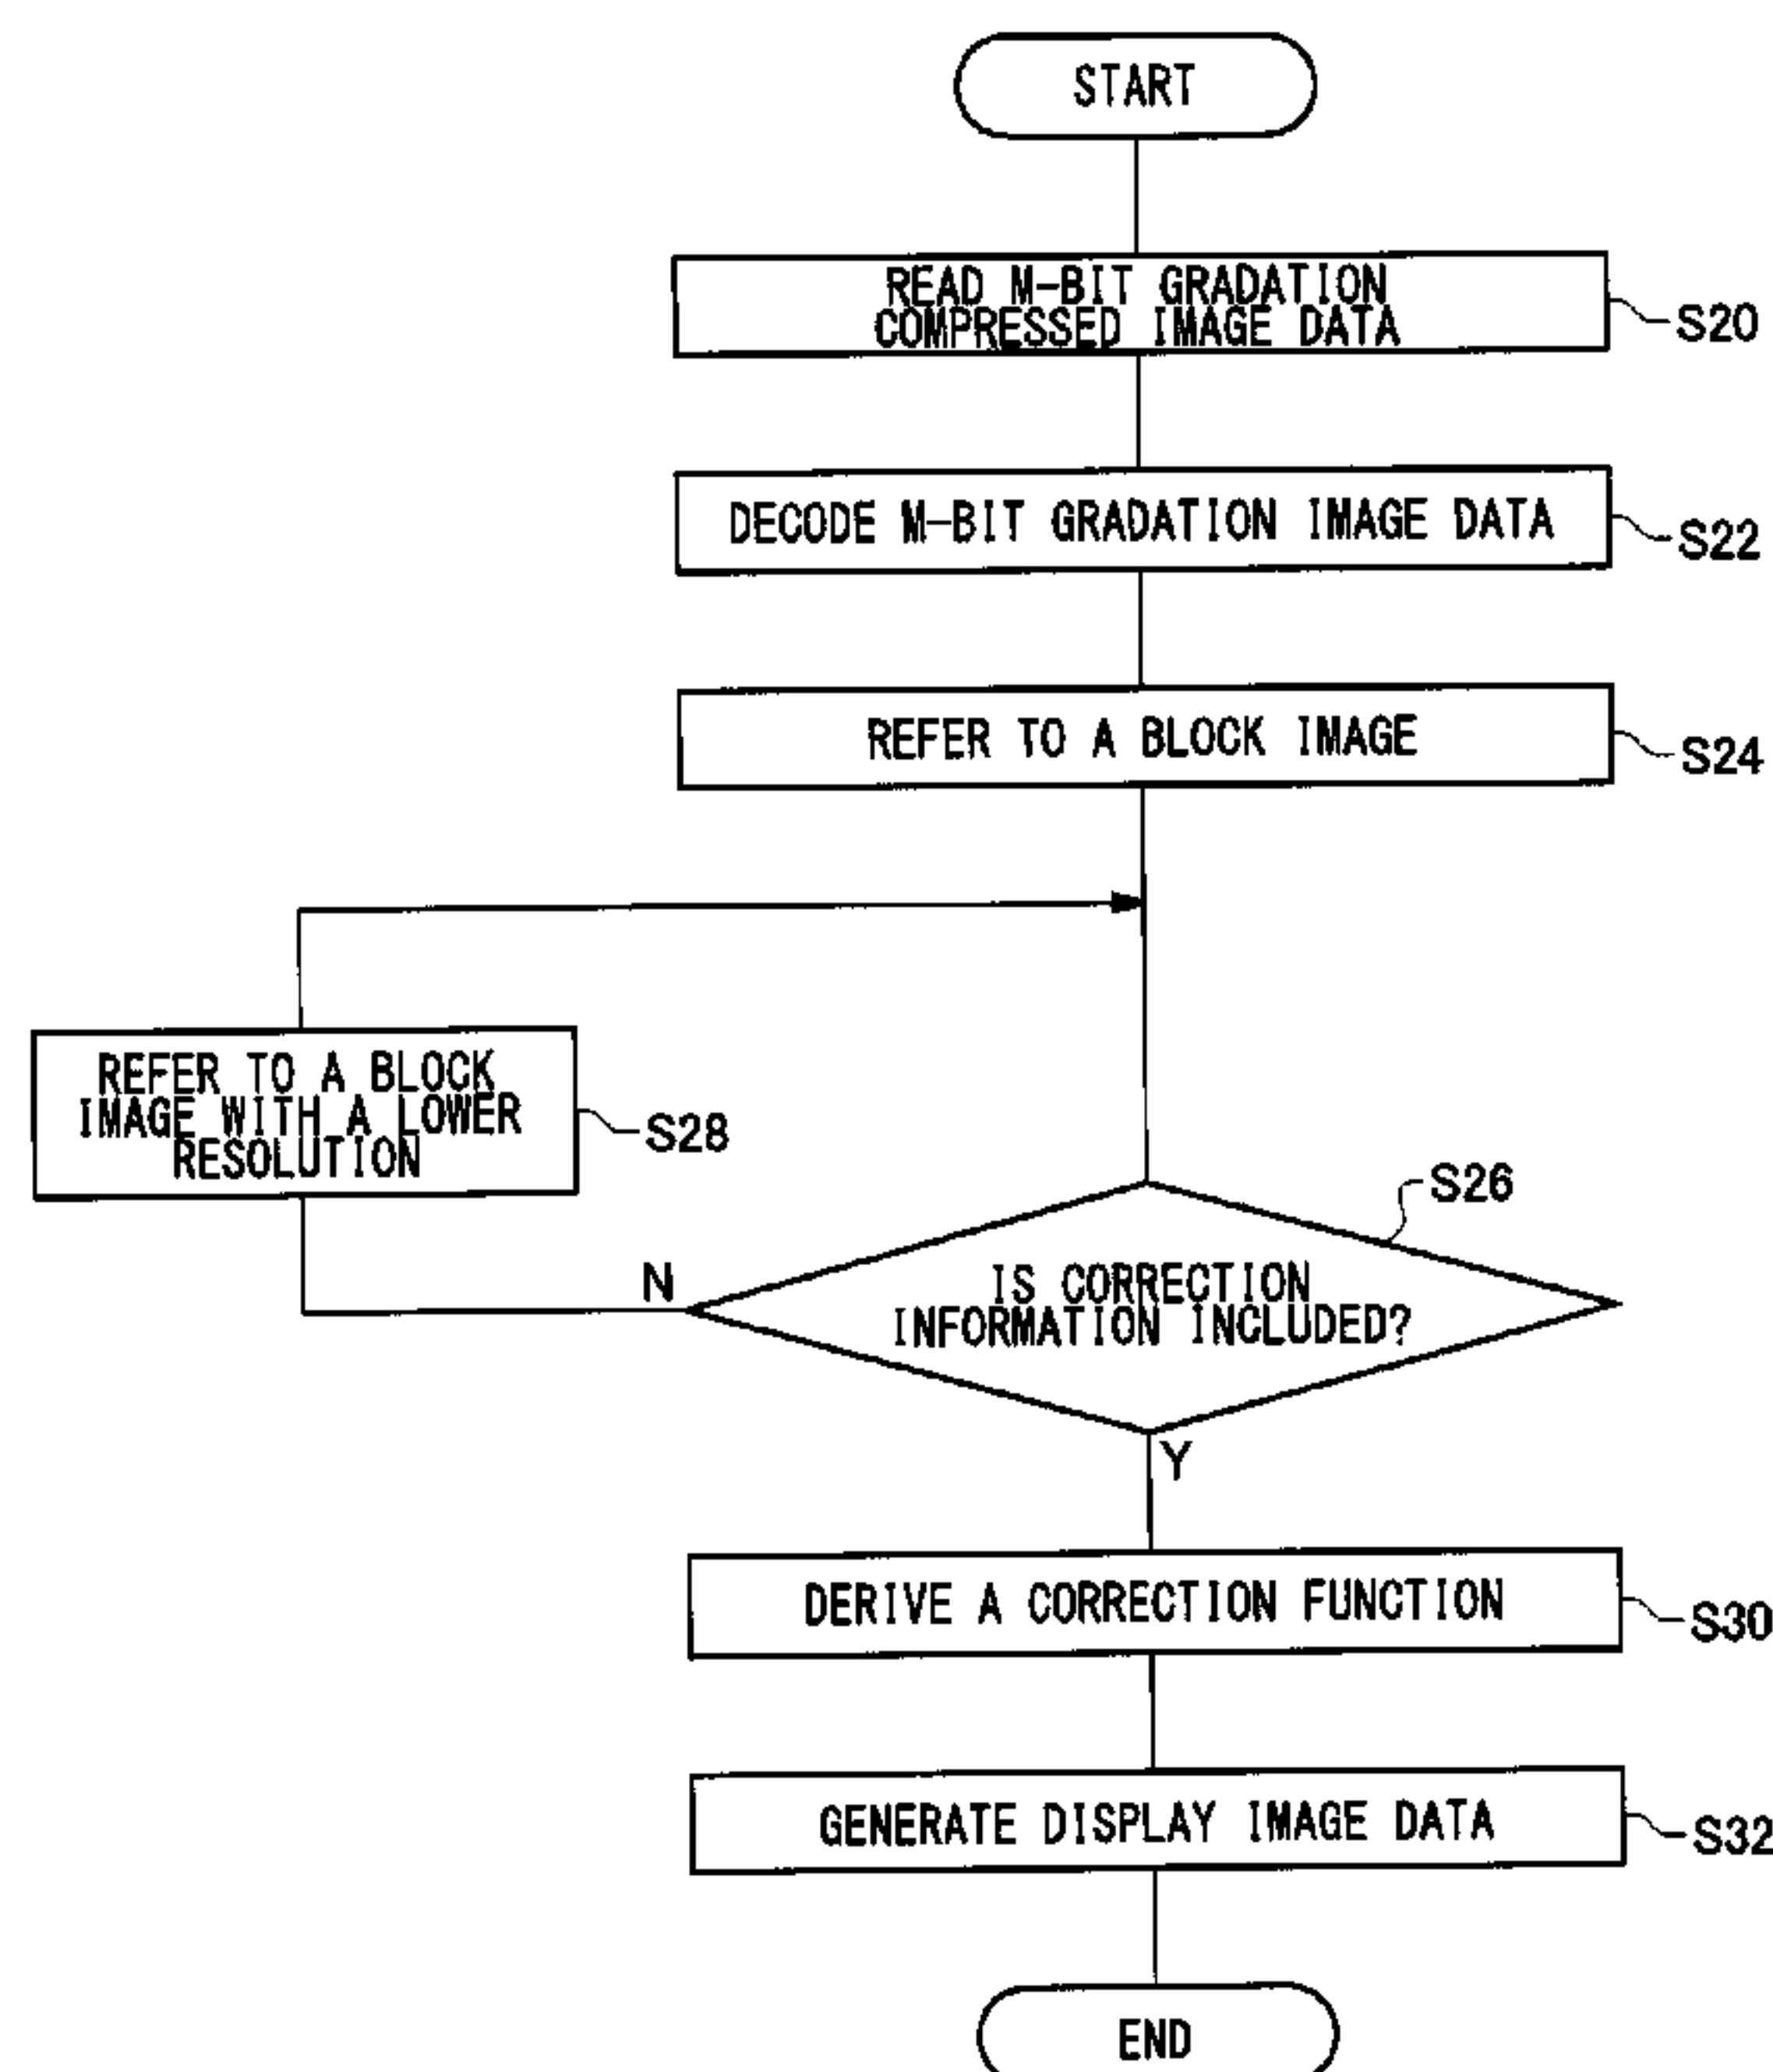 START
READ M-BIT GRADATION
COMPRESSED IMAGE DATA
S20
DECODE M-BIT GRADATION IMAGE DATA
S22
REFER TO A BLOCK IMAGE
S24
REFER TO A BLOCK
IMAGE WITH A LOWER
RESOLUTION
S28
S26
N
IS CORRECTION
INFORMATION INCLUDED?
Y
DERIVE A CORRECTION FUNCTION
S30
GENERATE DISPLAY IMAGE DATA
S32
END